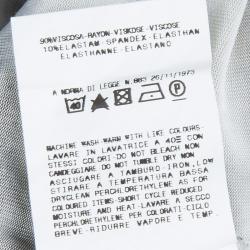 90%VISCOSA-RAYON-VISKOSE-VISCOSE
10%ELASTAM-SPANDEX-ELASTHAN
ELASTHANNE-ELASTANO
A NORMA DI LEGGE N.883 26/11/1973
40 P
MACHINE WASH WARM WITH LIKE COLOURS-
LAVARE IN LAVATRICE A 40ºC CON
STESSI COLORI-DO NOT BLEACH NON
CANDEGGIARE DO NOT TUMBLE DRY NON
ASCIUGARE A TAMBURO-IRON,LOW
STIRARE A TEMPERATURA BASSA
DRYCLEAN PERCHLORETHYLENE AS FOR
COLOURED ITEMS SHORT CYCLE REDUCED
MOISTURE AND HEAT LAVARE A SECCO
PERCHLORETHYLENE PER COLORATI CICLO
BREVE-RIDURRE VAPORE E TEMP.